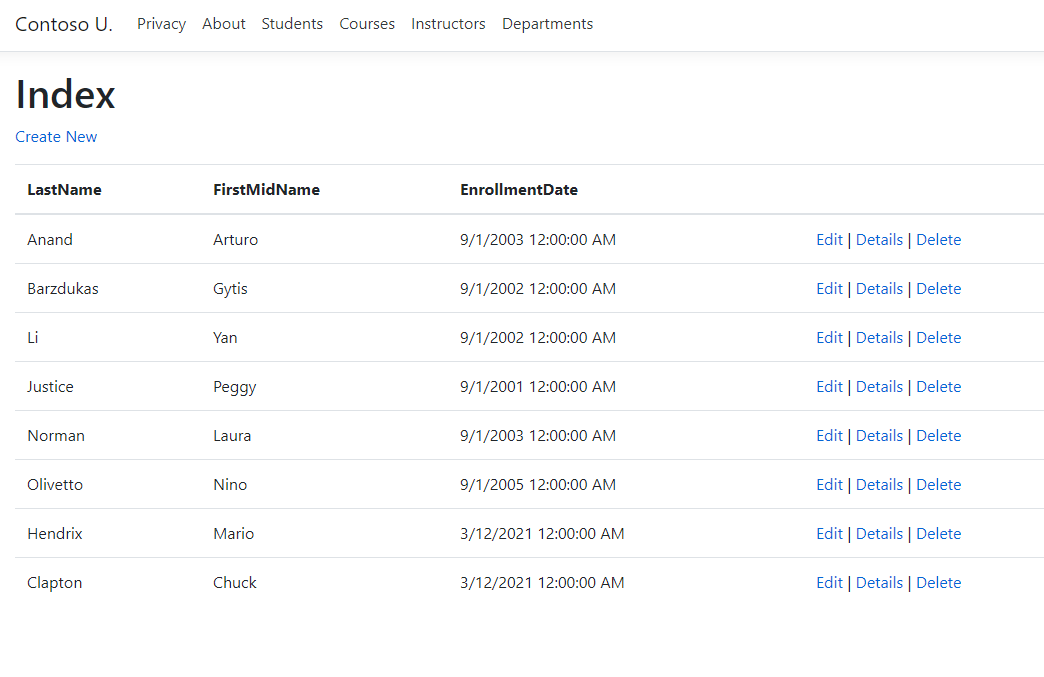 Contoso U. Privacy About Students Courses Instructors Departments
Index
Create New
LastName FirstMidName EnrollmentDate
Anand Arturo 9/1/2003 12:00:00 AM Edit | Details | Delete
Barzdukas Gytis 9/1/2002 12:00:00 AM Edit | Details | Delete
Li Yan 9/1/2002 12:00:00 AM Edit | Details | Delete
Justice Peggy 9/1/2001 12:00:00 AM Edit | Details | Delete
Norman Laura 9/1/2003 12:00:00 AM Edit | Details | Delete
Olivetto Nino 9/1/2005 12:00:00 AM Edit | Details | Delete
Hendrix Mario 3/12/2021 12:00:00 AM Edit | Details | Delete
Clapton Chuck 3/12/2021 12:00:00 AM Edit | Details | Delete